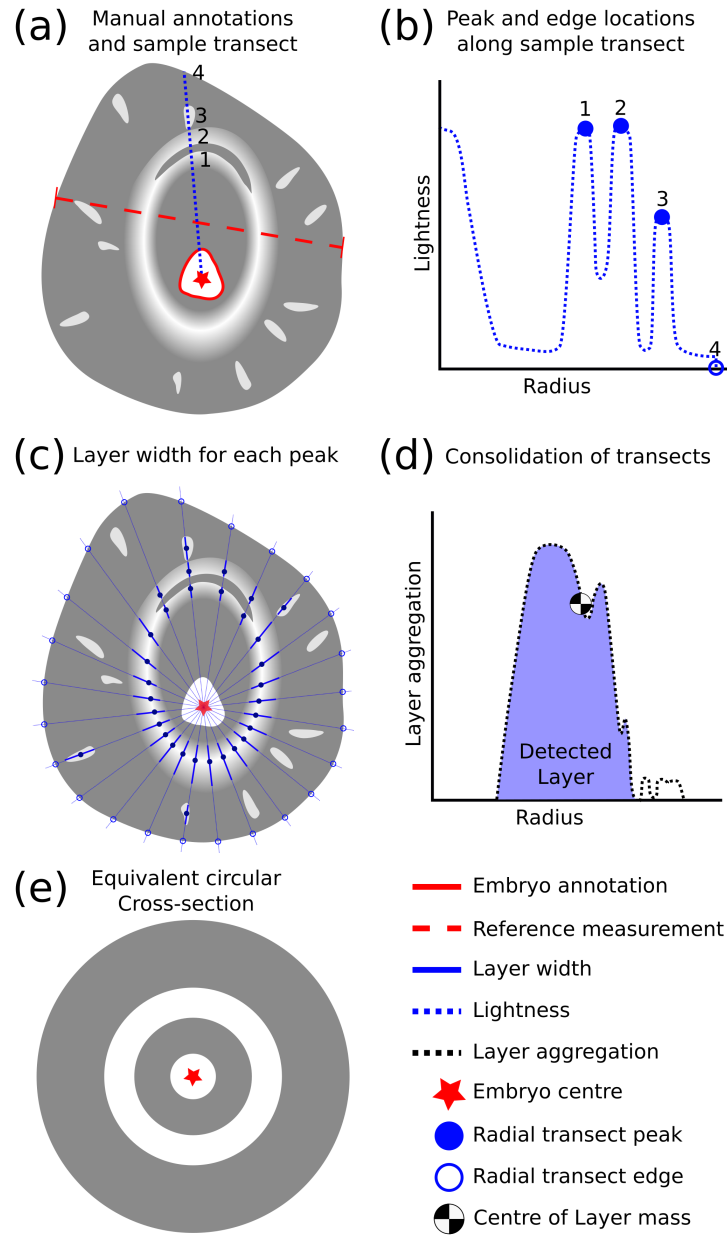 (a) Manual annotations
and sample transect
4
3
2
1
(b) Peak and edge locations
along sample transect
Lightness
1
2
3
4
Radius
(c) Layer width for each peak
(d) Consolidation of transects
Layer aggregation
Detected
Layer
Radius
(e) Equivalent circular
Cross-section
Embryo annotation
Reference measurement
Layer width
Lightness
Layer aggregation
Embryo centre
Radial transect peak
Radial transect edge
Centre of Layer mass